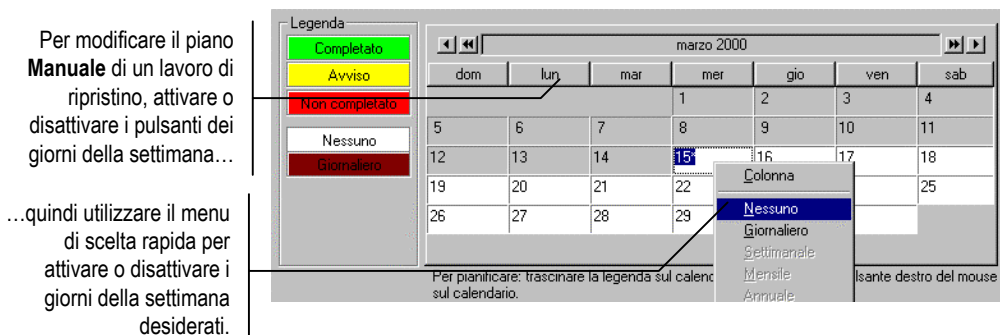 Per modificare il piano
Manuale di un lavoro di
ripristino, attivare o
disattivare i pulsanti dei
giorni della settimana…
…quindi utilizzare il menu
di scelta rapida per
attivare o disattivare i
giorni della settimana
desiderati.
Legenda
Completato
Avviso
Non completato
Nessuno
Giornaliero
marzo 2000
dom lun mar mer gio ven sab
1 2 3 4
5 6 7 8 9 10 11
12 13 14 15* 16 17 18
19 20 21 22 25
26 27 28 29
Colonna
Nessuno
Giornaliero
Settimanale
Mensile
Annuale
Per pianificare: trascinare la legenda sul calend lsante destro del mouse
sul calendario.